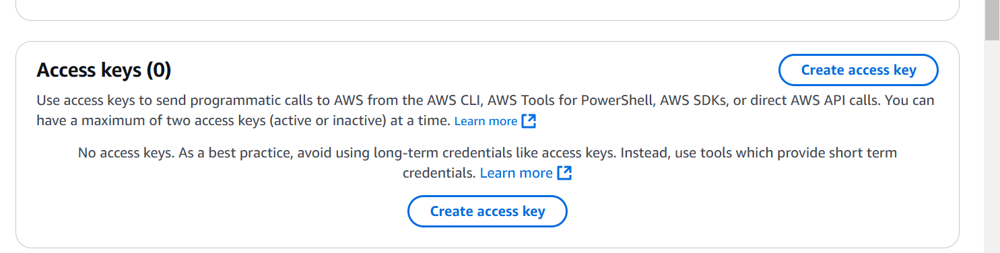 Access keys (0)
Create access key
Use access keys to send programmatic calls to AWS from the AWS CLI, AWS Tools for PowerShell, AWS SDKs, or direct AWS API calls. You can
have a maximum of two access keys (active or inactive) at a time. Learn more
No access keys. As a best practice, avoid using long-term credentials like access keys. Instead, use tools which provide short term
credentials. Learn more
Create access key